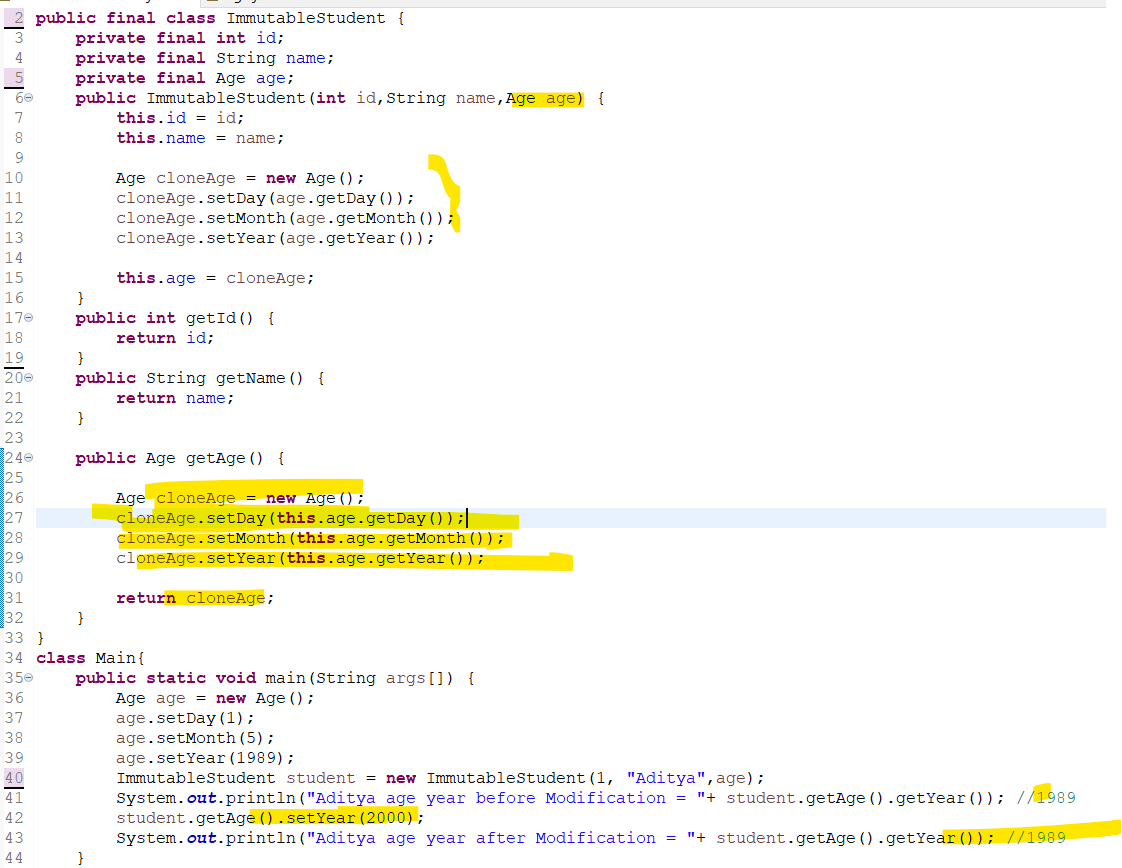 2 public final class ImmutableStudent {
3 private final int id;
4 private final String name;
5 private final Age age;
6 public ImmutableStudent(int id,String name,Age age) {
7 this.id = id;
8 this.name = name;
9
10 Age cloneAge = new Age();
11 cloneAge.setDay(age.getDay());
12 cloneAge.setMonth(age.getMonth());
13 cloneAge.setYear(age.getYear());
14
15 this.age = cloneAge;
16 }
17 public int getId() {
18 return id;
19 }
20 public String getName() {
21 return name;
22 }
23
24 public Age getAge() {
25
26 Age cloneAge = new Age();
27 cloneAge.setDay(this.age.getDay());
28 cloneAge.setMonth(this.age.getMonth());
29 cloneAge.setYear(this.age.getYear());
30
31 return cloneAge;
32 }
33 }
34 class Main{
35 public static void main(String args[]) {
36 Age age = new Age();
37 age.setDay(1);
38 age.setMonth(5);
39 age.setYear(1989);
40 ImmutableStudent student = new ImmutableStudent(1, "Aditya",age);
41 System.out.println("Aditya age year before Modification = "+ student.getAge().getYear()); //1989
42 student.getAge().setYear(2000);
43 System.out.println("Aditya age year after Modification = "+ student.getAge().getYear()); //1989
44 }